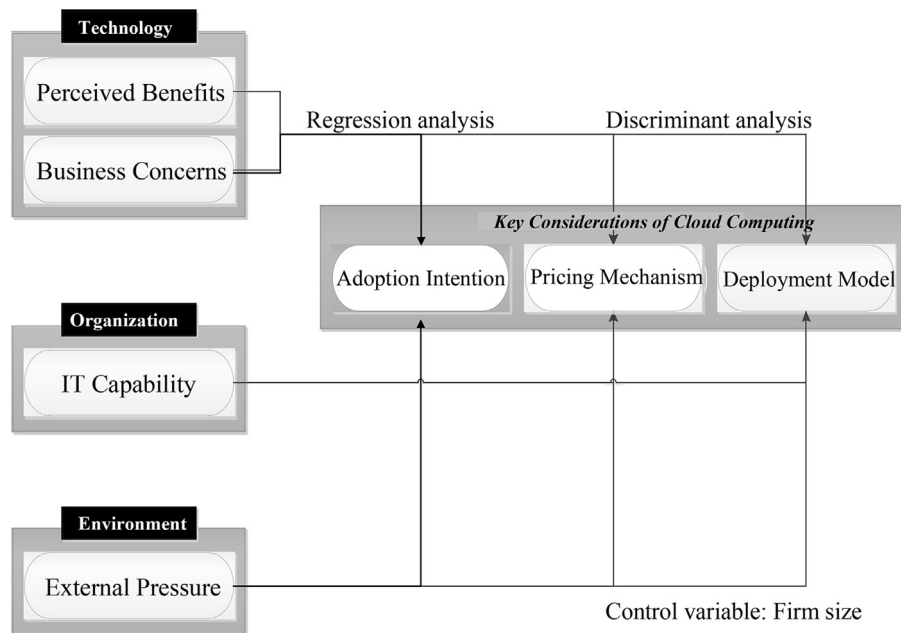 Technology
Perceived Benefits
Business Concerns
Regression analysis
Discriminant analysis
Key Considerations of Cloud Computing
Adoption Intention
Pricing Mechanism
Deployment Model
Organization
IT Capability
Environment
External Pressure
Control variable: Firm size